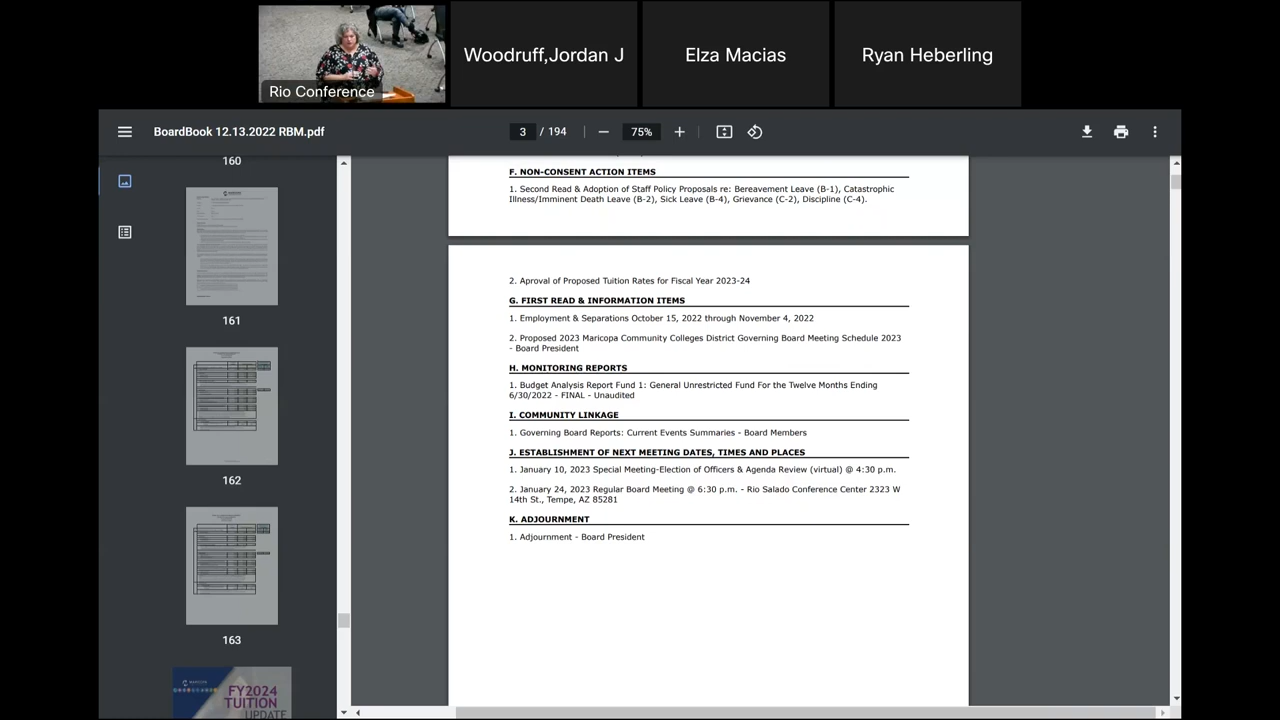 Rio Conference
Woodruff,Jordan J
Elza Macias
Ryan Heberling
BoardBook 12.13.2022 RBM.pdf
3 / 194
75%
160
161
162
163
FY2024
TUITION
UPDATE
F. NON-CONSENT ACTION ITEMS
1. Second Read & Adoption of Staff Policy Proposals re: Bereavement Leave (B-1), Catastrophic
Illness/Imminent Death Leave (B-2), Sick Leave (B-4), Grievance (C-2), Discipline (C-4).
2. Aproval of Proposed Tuition Rates for Fiscal Year 2023-24
G. FIRST READ & INFORMATION ITEMS
1. Employment & Separations October 15, 2022 through November 4, 2022
2. Proposed 2023 Maricopa Community Colleges District Governing Board Meeting Schedule 2023
- Board President
H. MONITORING REPORTS
1. Budget Analysis Report Fund 1: General Unrestricted Fund For the Twelve Months Ending
6/30/2022 - FINAL - Unaudited
I. COMMUNITY LINKAGE
1. Governing Board Reports: Current Events Summaries - Board Members
J. ESTABLISHMENT OF NEXT MEETING DATES, TIMES AND PLACES
1. January 10, 2023 Special Meeting-Election of Officers & Agenda Review (virtual) @ 4:30 p.m.
2. January 24, 2023 Regular Board Meeting @ 6:30 p.m. - Rio Salado Conference Center 2323 W
14th St., Tempe, AZ 85281
K. ADJOURNMENT
1. Adjournment - Board President